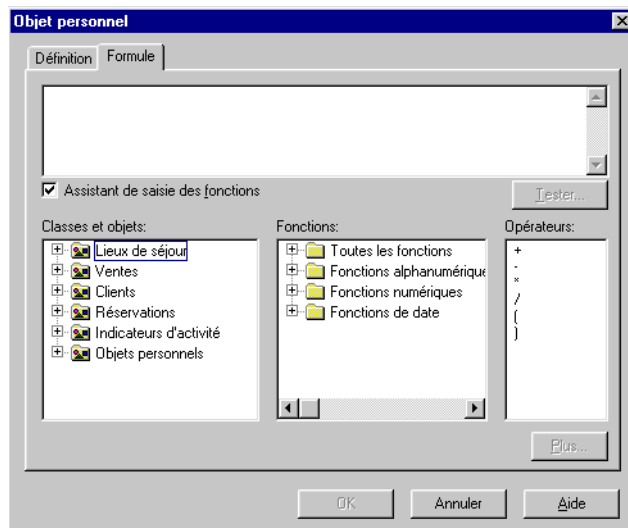 Objet personnel
Définition Formule
Assistant de saisie des fonctions
Tester...
Classes et objets: Fonctions: Opérateurs:
Lieux de séjour Toutes les fonctions +
Ventes Fonctions alphanumérique -
Clients Fonctions numériques *
Réservations Fonctions de date /
Indicateurs d'activité (
Objets personnels )
Plus...
OK Annuler Aide